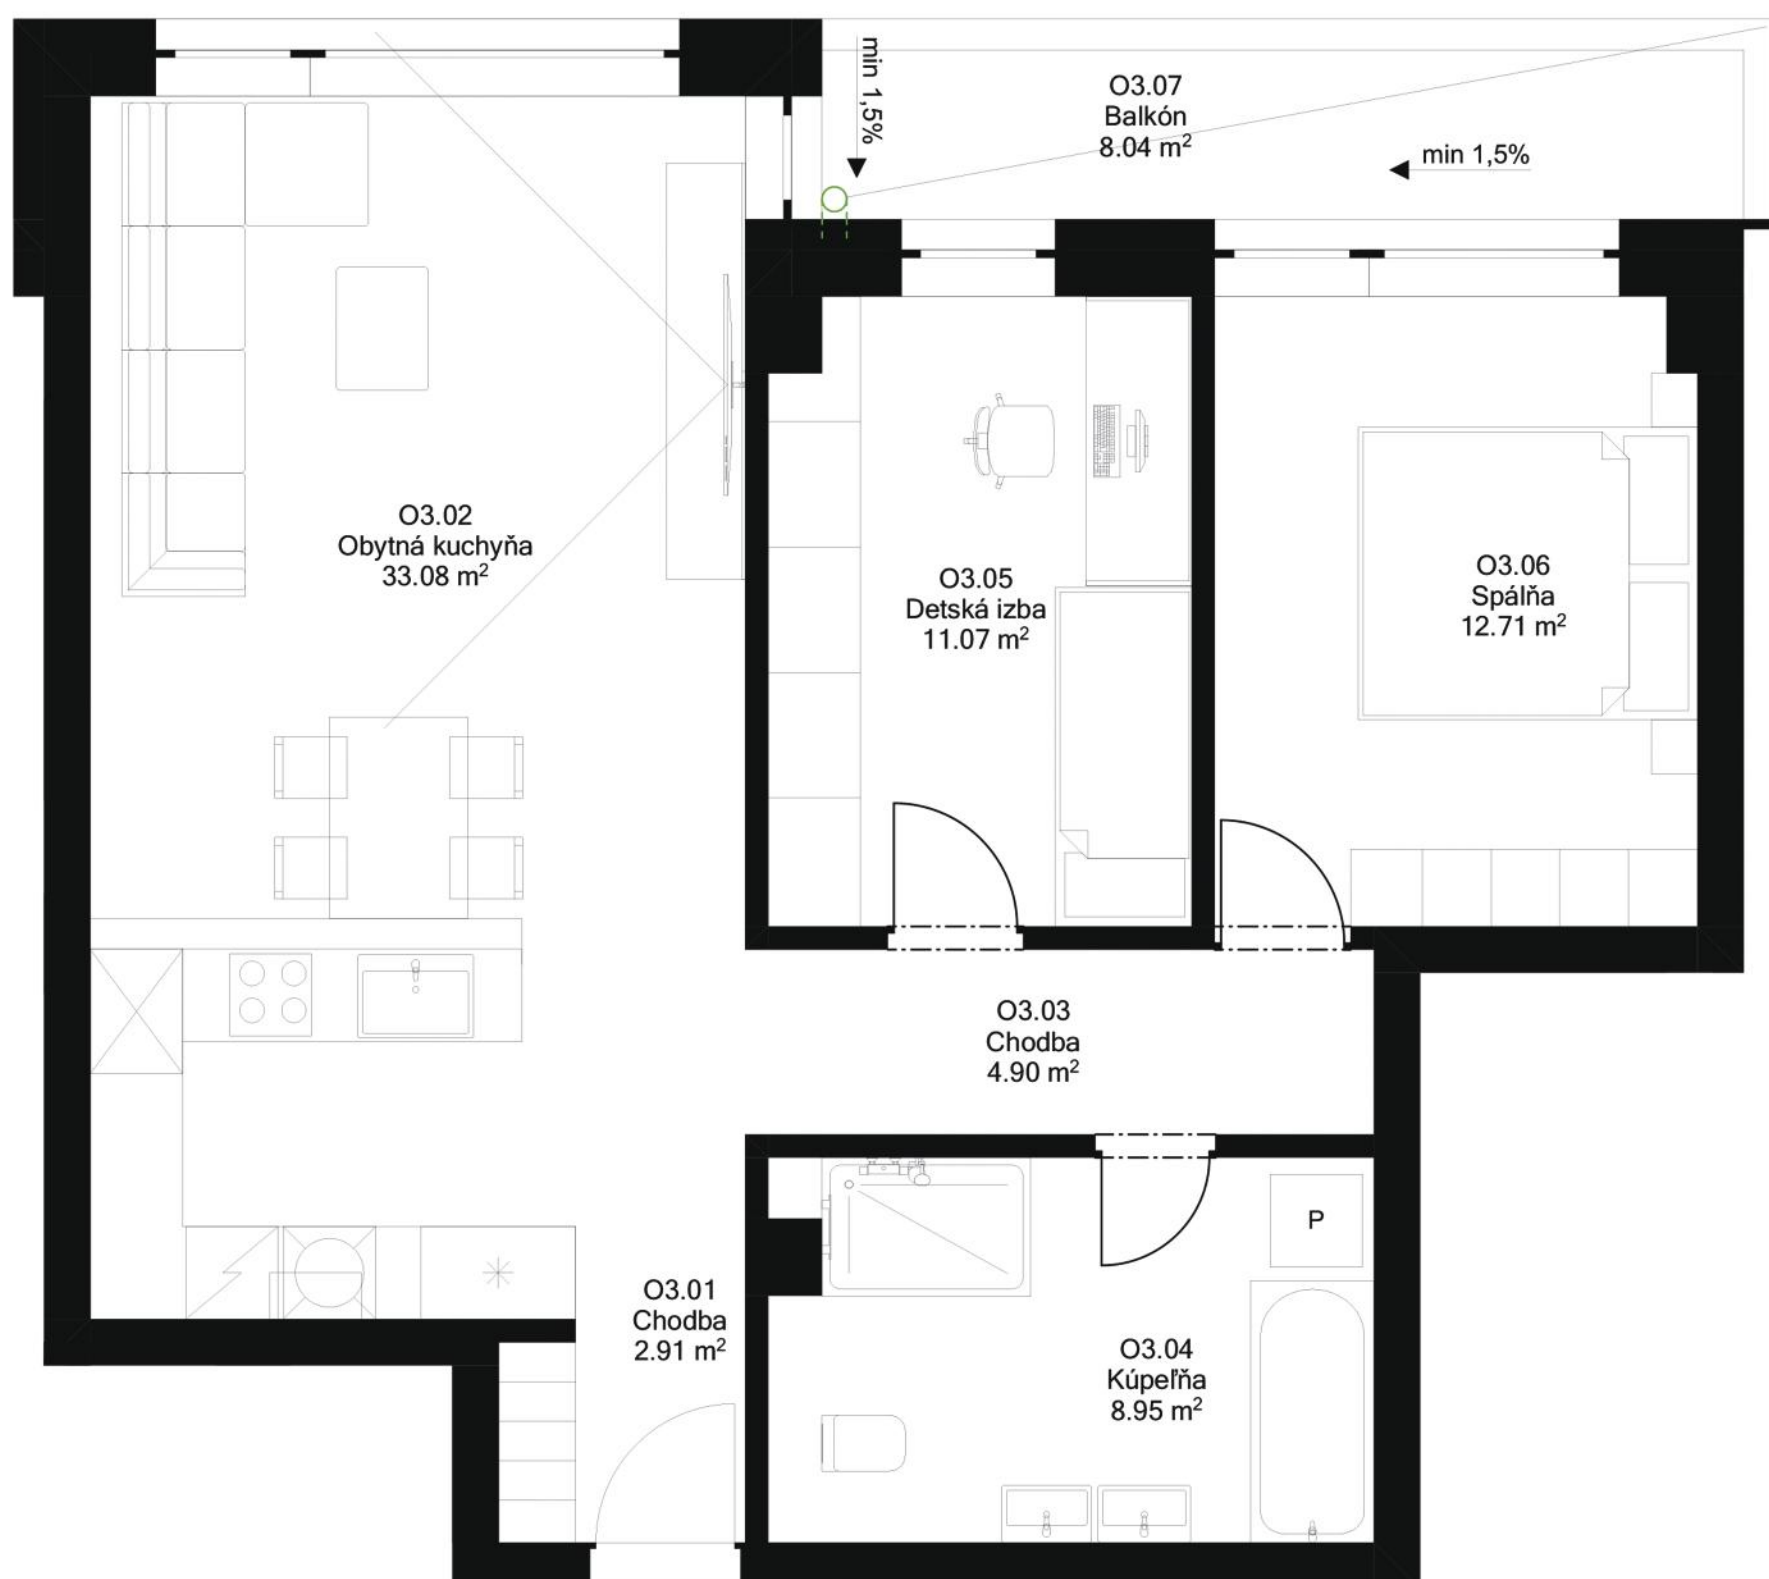 min 1,5%
O3.07
Balkón
8.04 m²
min 1,5%
O3.02
Obytná kuchyňa
33.08 m²
O3.05
Detská izba
11.07 m²
O3.06
Spálňa
12.71 m²
O3.03
Chodba
4.90 m²
P
O3.01
Chodba
2.91 m²
O3.04
Kúpeľňa
8.95 m²